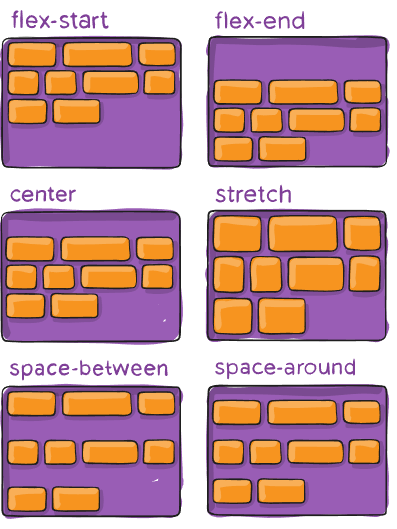 flex-start
flex-end
center
stretch
space-between
space-around